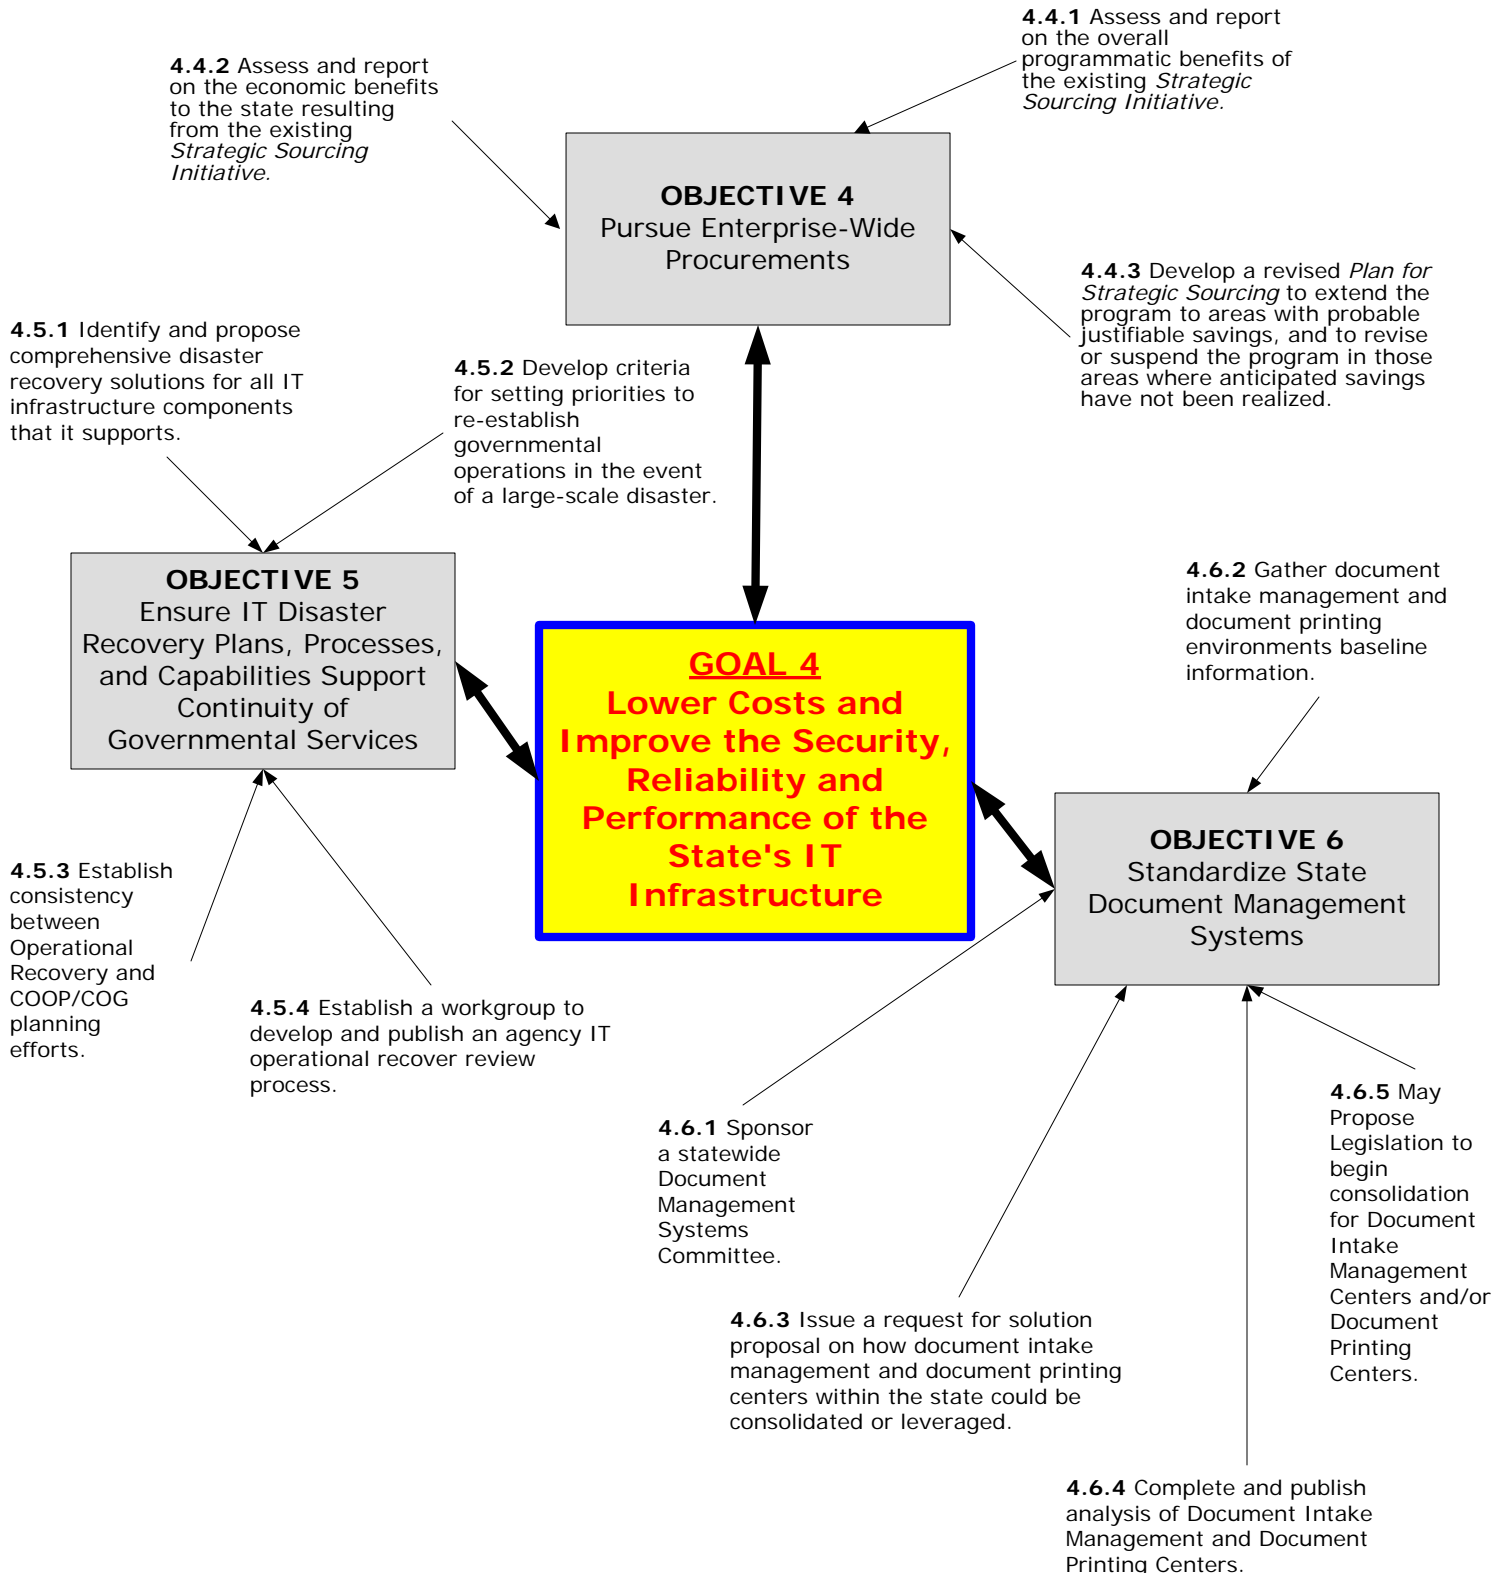 4.4.1 Assess and report
on the overall
programmatic benefits of
the existing Strategic
Sourcing Initiative.
4.4.2 Assess and report
on the economic benefits
to the state resulting
from the existing
Strategic Sourcing
Initiative.
OBJECTIVE 4
Pursue Enterprise-Wide
Procurements
4.4.3 Develop a revised Plan for
Strategic Sourcing to extend the
program to areas with probable
justifiable savings, and to revise
or suspend the program in those
areas where anticipated savings
have not been realized.
4.5.1 Identify and propose
comprehensive disaster
recovery solutions for all IT
infrastructure components
that it supports.
4.5.2 Develop criteria
for setting priorities to
re-establish
governmental
operations in the event
of a large-scale disaster.
OBJECTIVE 5
Ensure IT Disaster
Recovery Plans, Processes,
and Capabilities Support
Continuity of
Governmental Services
GOAL 4
Lower Costs and
Improve the Security,
Reliability and
Performance of the
State's IT
Infrastructure
4.6.2 Gather document
intake management and
document printing
environments baseline
information.
OBJECTIVE 6
Standardize State
Document Management
Systems
4.5.3 Establish
consistency
between
Operational
Recovery and
COOP/COG
planning
efforts.
4.5.4 Establish a workgroup to
develop and publish an agency IT
operational recover review
process.
4.6.1 Sponsor
a statewide
Document
Management
Systems
Committee.
4.6.5 May
Propose
Legislation to
begin
consolidation
for Document
Intake
Management
Centers and/or
Document
Printing
Centers.
4.6.3 Issue a request for solution
proposal on how document intake
management and document printing
centers within the state could be
consolidated or leveraged.
4.6.4 Complete and publish
analysis of Document Intake
Management and Document
Printing Centers.